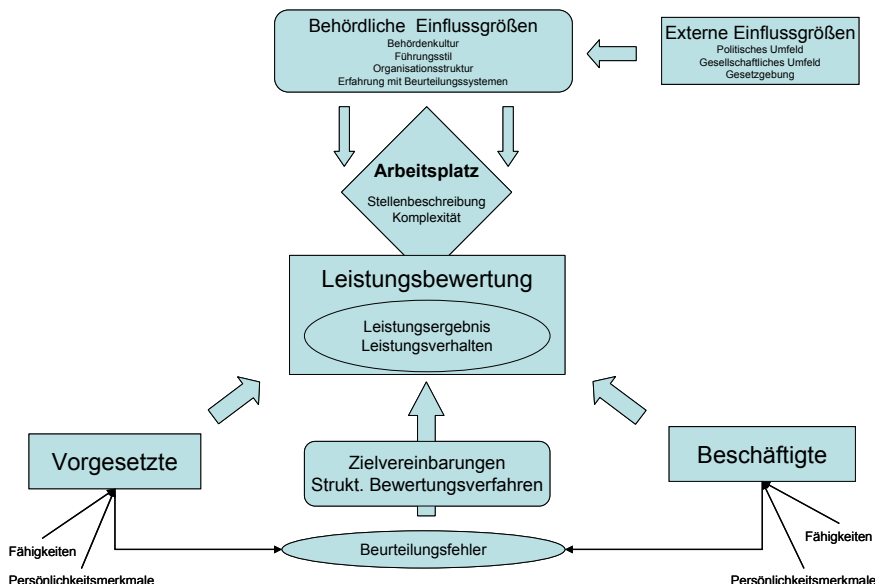 Behördliche Einflussgrößen
Behördenkultur
Führungsstil
Organisationsstruktur
Erfahrung mit Beurteilungssystemen
Externe Einflussgrößen
Politisches Umfeld
Gesellschaftliches Umfeld
Gesetzgebung
Arbeitsplatz
Stellenbeschreibung
Komplexität
Leistungsbewertung
Leistungsergebnis
Leistungsverhalten
Vorgesetzte
Zielvereinbarungen
Strukt. Bewertungsverfahren
Beschäftigte
Fähigkeiten
Persönlichkeitsmerkmale
Beurteilungsfehler
Fähigkeiten
Persönlichkeitsmerkmale